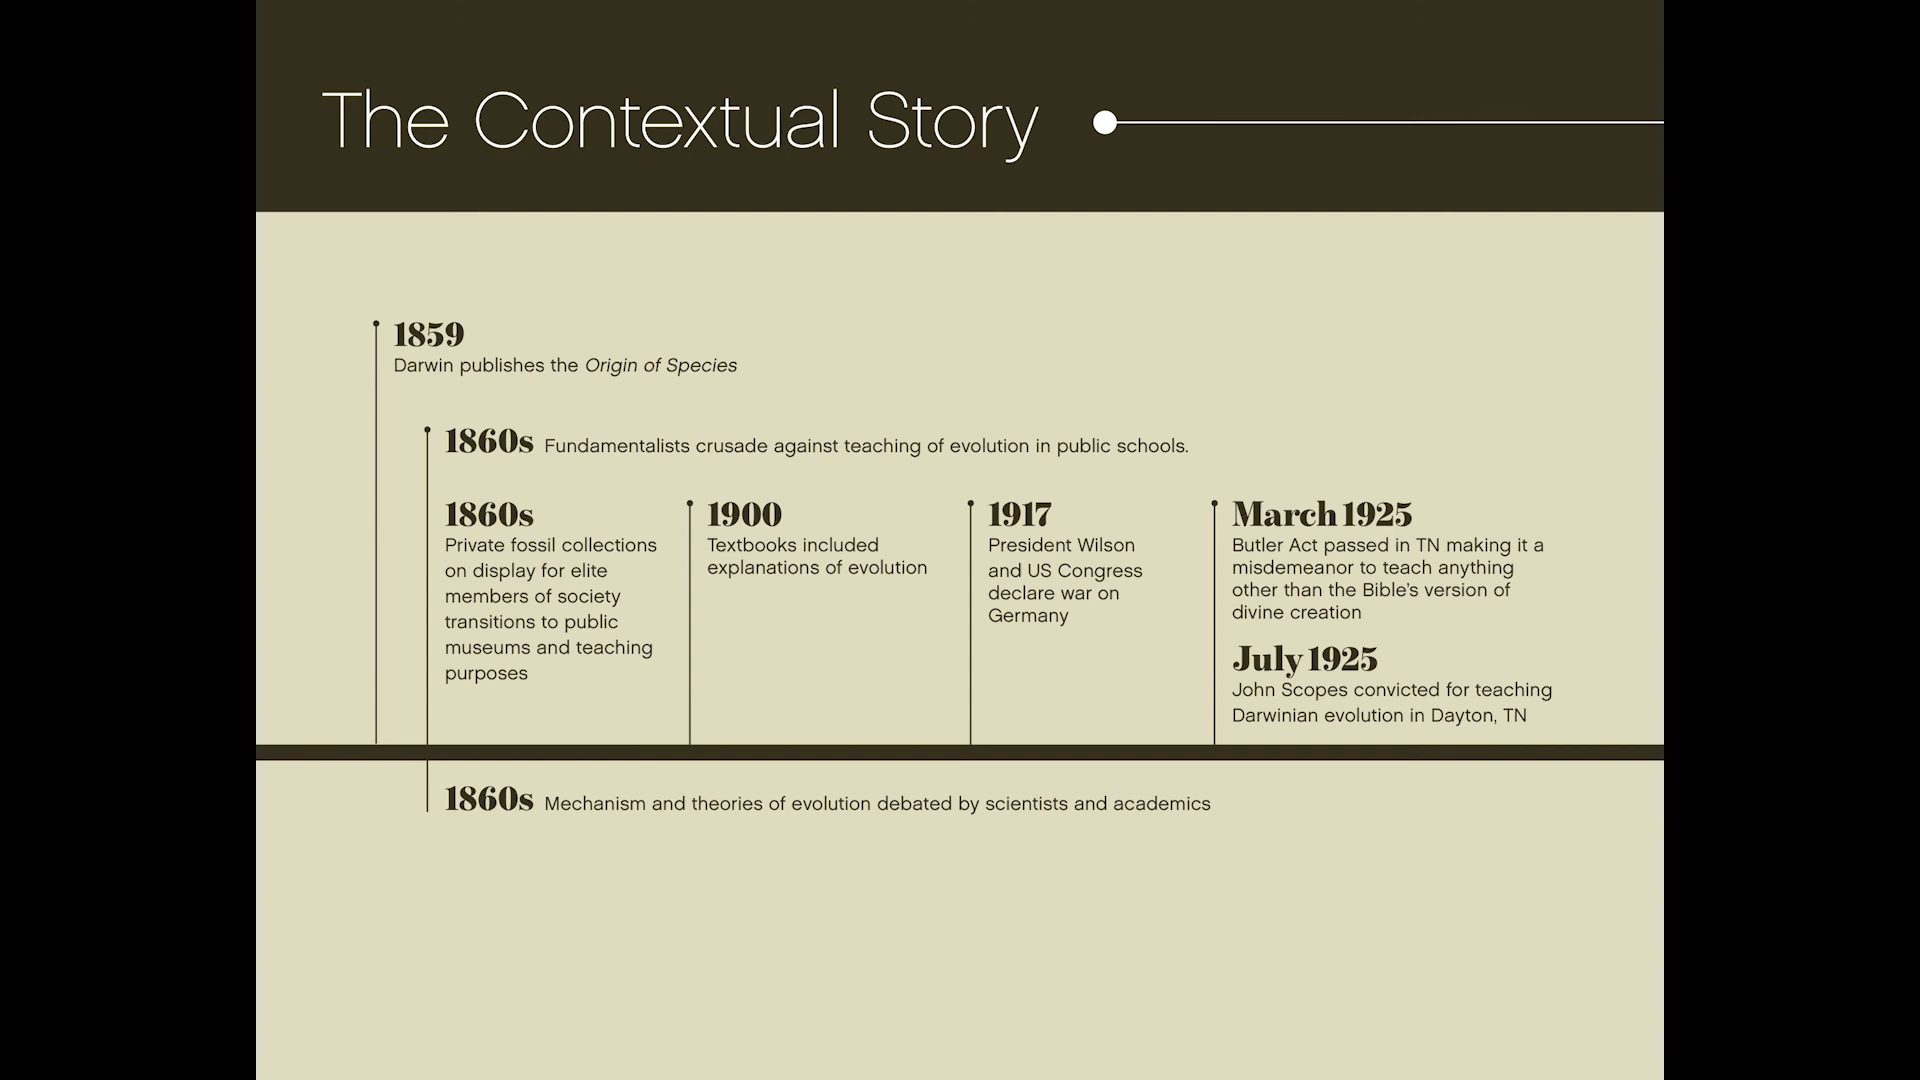 The Contextual Story
1859
Darwin publishes the Origin of Species
1860s Fundamentalists crusade against teaching of evolution in public schools.
1860s
Private fossil collections
on display for elite
members of society
transitions to public
museums and teaching
purposes
1900
Textbooks included
explanations of evolution
1917
President Wilson
and US Congress
declare war on
Germany
March 1925
Butler Act passed in TN making it a
misdemeanor to teach anything
other than the Bible's version of
divine creation
July 1925
John Scopes convicted for teaching
Darwinian evolution in Dayton, TN
1860s Mechanism and theories of evolution debated by scientists and academics